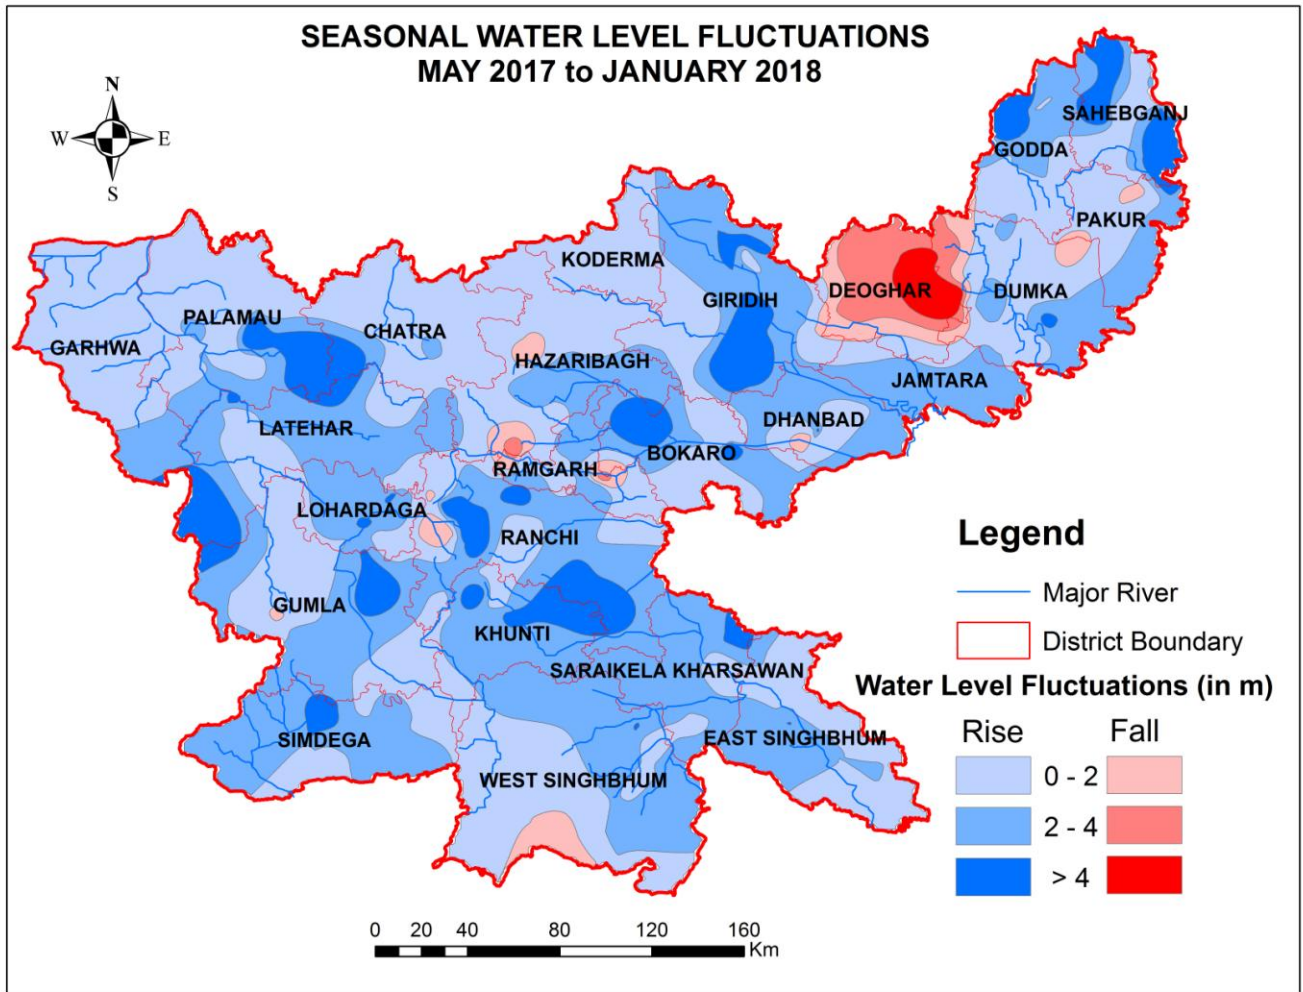 SEASONAL WATER LEVEL FLUCTUATIONS
MAY 2017 to JANUARY 2018
N
W E
S
SAHEBGANJ
GODDA
PAKUR
KODERMA
DEOGHAR
DUMKA
GIRIDIH
PALAMAU
CHATRA
GARHWA
HAZARIBAGH
JAMTARA
DHANBAD
LATEHAR
BOKARO
RAMGARH
LOHARDAGA
RANCHI
GUMLA
KHUNTI
SARAIKELA KHARSAWAN
SIMDEGA
EAST SINGHBHUM
WEST SINGHBHUM
Legend
Major River
District Boundary
Water Level Fluctuations (in m)
Rise Fall
0 - 2
2 - 4
> 4
0 20 40 80 120 160
Km